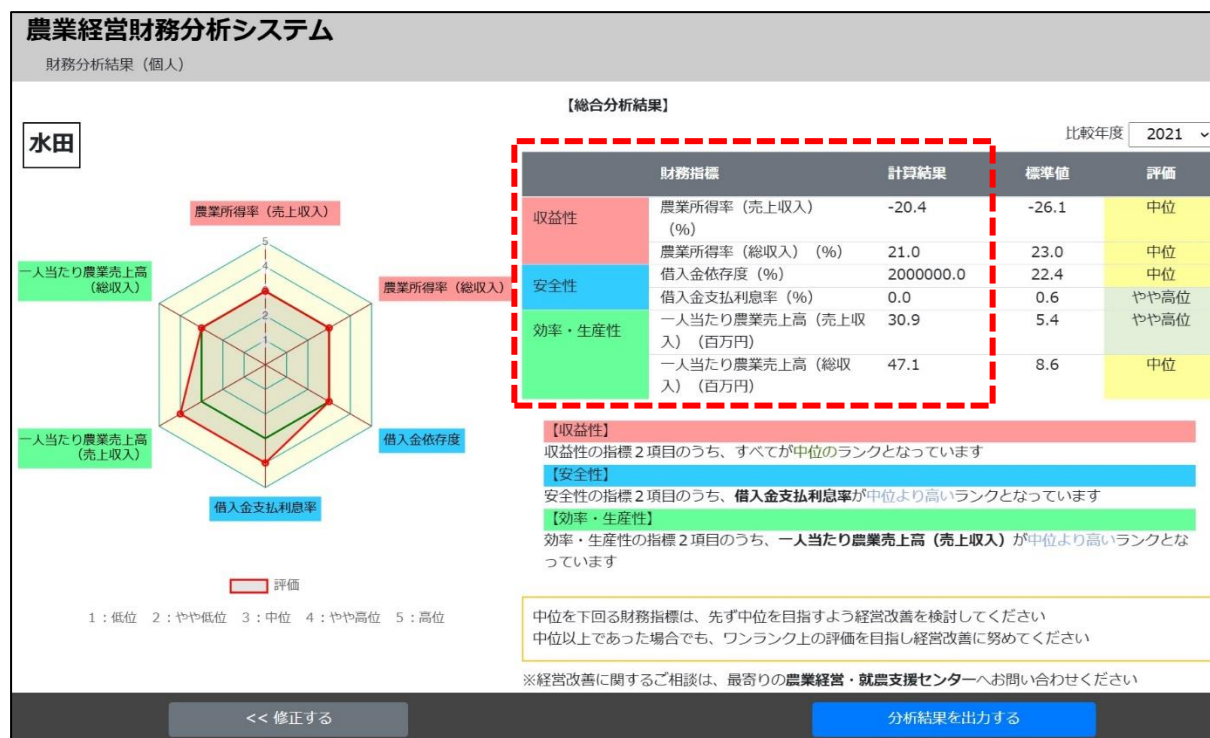 農業経営財務分析システム
財務分析結果（個人）
【総合分析結果】
水田
比較年度 2021
財務指標 計算結果 標準値 評価
収益性 農業所得率（売上収入）（%） -20.4 -26.1 中位
農業所得率（総収入）（%） 21.0 23.0 中位
安全性 借入金依存度（%） 2000000.0 22.4 中位
借入金支払利息率（%） 0.0 0.6 やや高位
効率・生産性 一人当たり農業売上高（売上収入）（百万円） 30.9 5.4 やや高位
一人当たり農業売上高（総収入）（百万円） 47.1 8.6 中位
農業所得率（売上収入）
一人当たり農業売上高
（総収入）
農業所得率（総収入）
5
4
2
1
一人当たり農業売上高
（売上収入）
借入金依存度
借入金支払利息率
評価
1：低位 2：やや低位 3：中位 4：やや高位 5：高位
【収益性】
収益性の指標２項目のうち、すべてが中位のランクとなっています
【安全性】
安全性の指標２項目のうち、借入金支払利息率が中位より高いランクとなっています
【効率・生産性】
効率・生産性の指標２項目のうち、一人当たり農業売上高（売上収入）が中位より高いランクとな
っています
中位を下回る財務指標は、先ず中位を目指すよう経営改善を検討してください
中位以上であった場合でも、ワンランク上の評価を目指し経営改善に努めてください
※経営改善に関するご相談は、最寄りの農業経営・就農支援センターへお問い合わせください
<< 修正する
分析結果を出力する